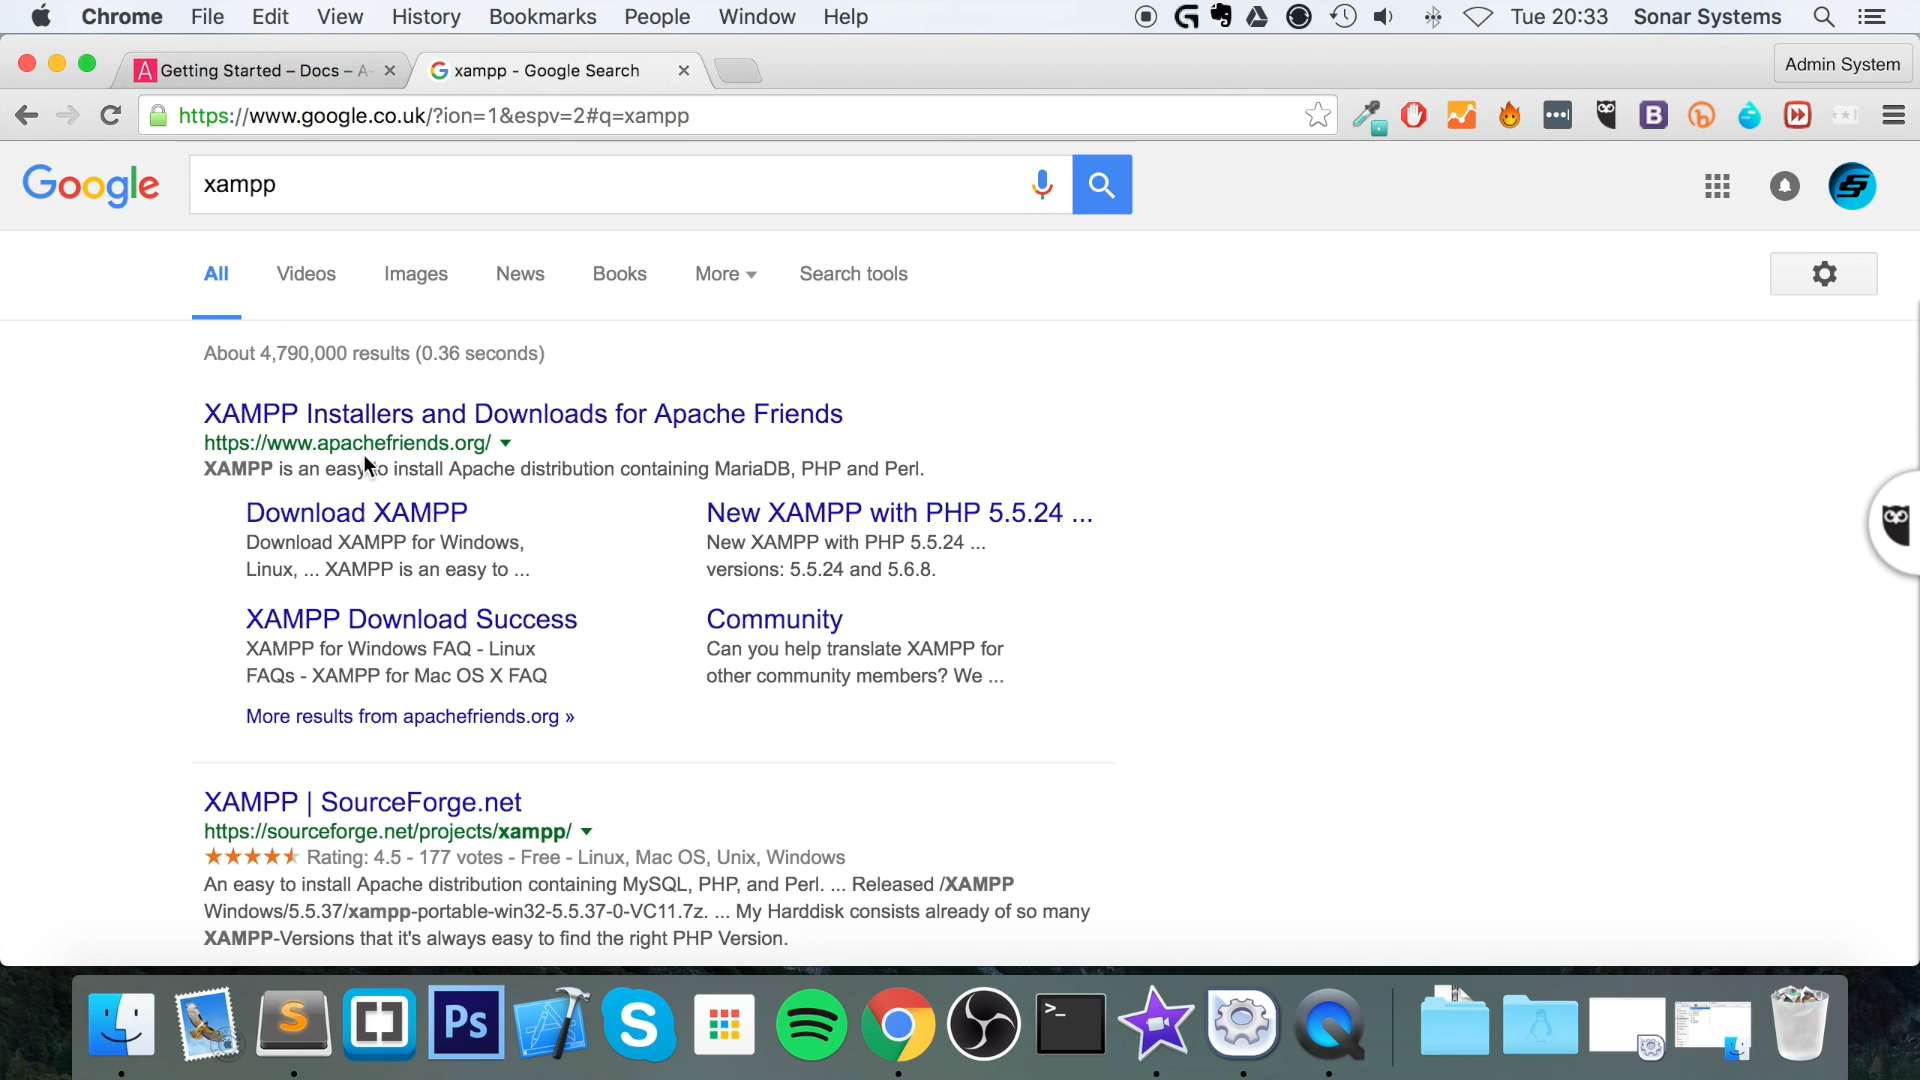 Chrome File Edit View History Bookmarks People Window Help Tue 20:33 Sonar Systems
Getting Started – Docs – A xampp - Google Search Admin System
https://www.google.co.uk/?ion=1&espv=2#q=xampp
Google xampp
All Videos Images News Books More Search tools
About 4,790,000 results (0.36 seconds)
XAMPP Installers and Downloads for Apache Friends
https://www.apachefriends.org/
XAMPP is an easy to install Apache distribution containing MariaDB, PHP and Perl.
Download XAMPP
Download XAMPP for Windows,
Linux, ... XAMPP is an easy to ...
New XAMPP with PHP 5.5.24 ...
New XAMPP with PHP 5.5.24 ...
versions: 5.5.24 and 5.6.8.
XAMPP Download Success
XAMPP for Windows FAQ - Linux
FAQs - XAMPP for Mac OS X FAQ
Community
Can you help translate XAMPP for
other community members? We ...
More results from apachefriends.org »
XAMPP | SourceForge.net
https://sourceforge.net/projects/xampp/
Rating: 4.5 - 177 votes - Free - Linux, Mac OS, Unix, Windows
An easy to install Apache distribution containing MySQL, PHP, and Perl. ... Released /XAMPP
Windows/5.5.37/xampp-portable-win32-5.5.37-0-VC11.7z. ... My Harddisk consists already of so many
XAMPP-Versions that it's always easy to find the right PHP Version.
Ps